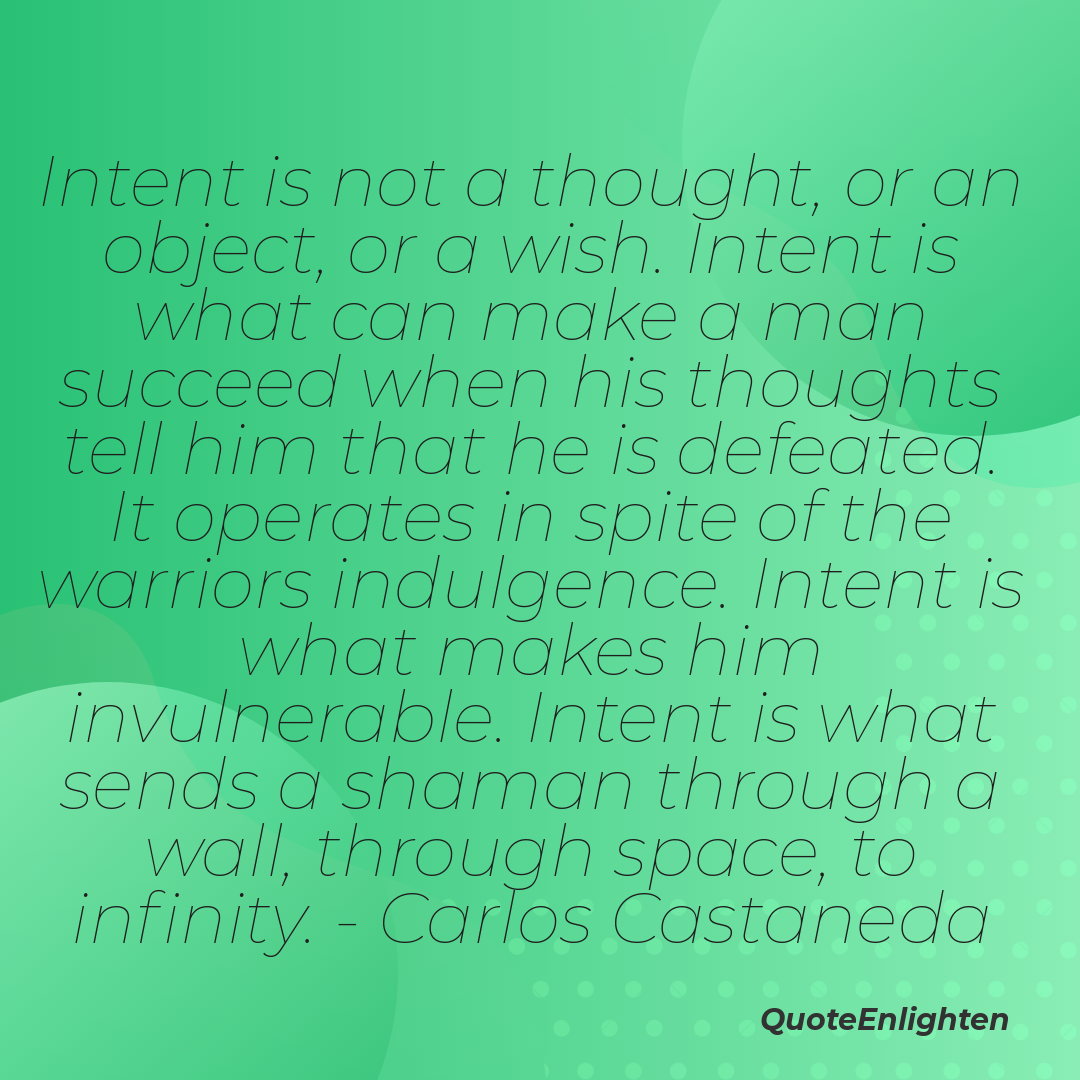 Intent is not a thought, or an
object, or a wish. Intent is
what can make a man
succeed when his thoughts
tell him that he is defeated.
It operates in spite of the
warriors indulgence. Intent is
what makes him
invulnerable. Intent is what
sends a shaman through a
wall, through space, to
infinity. - Carlos Castaneda
QuoteEnlighten